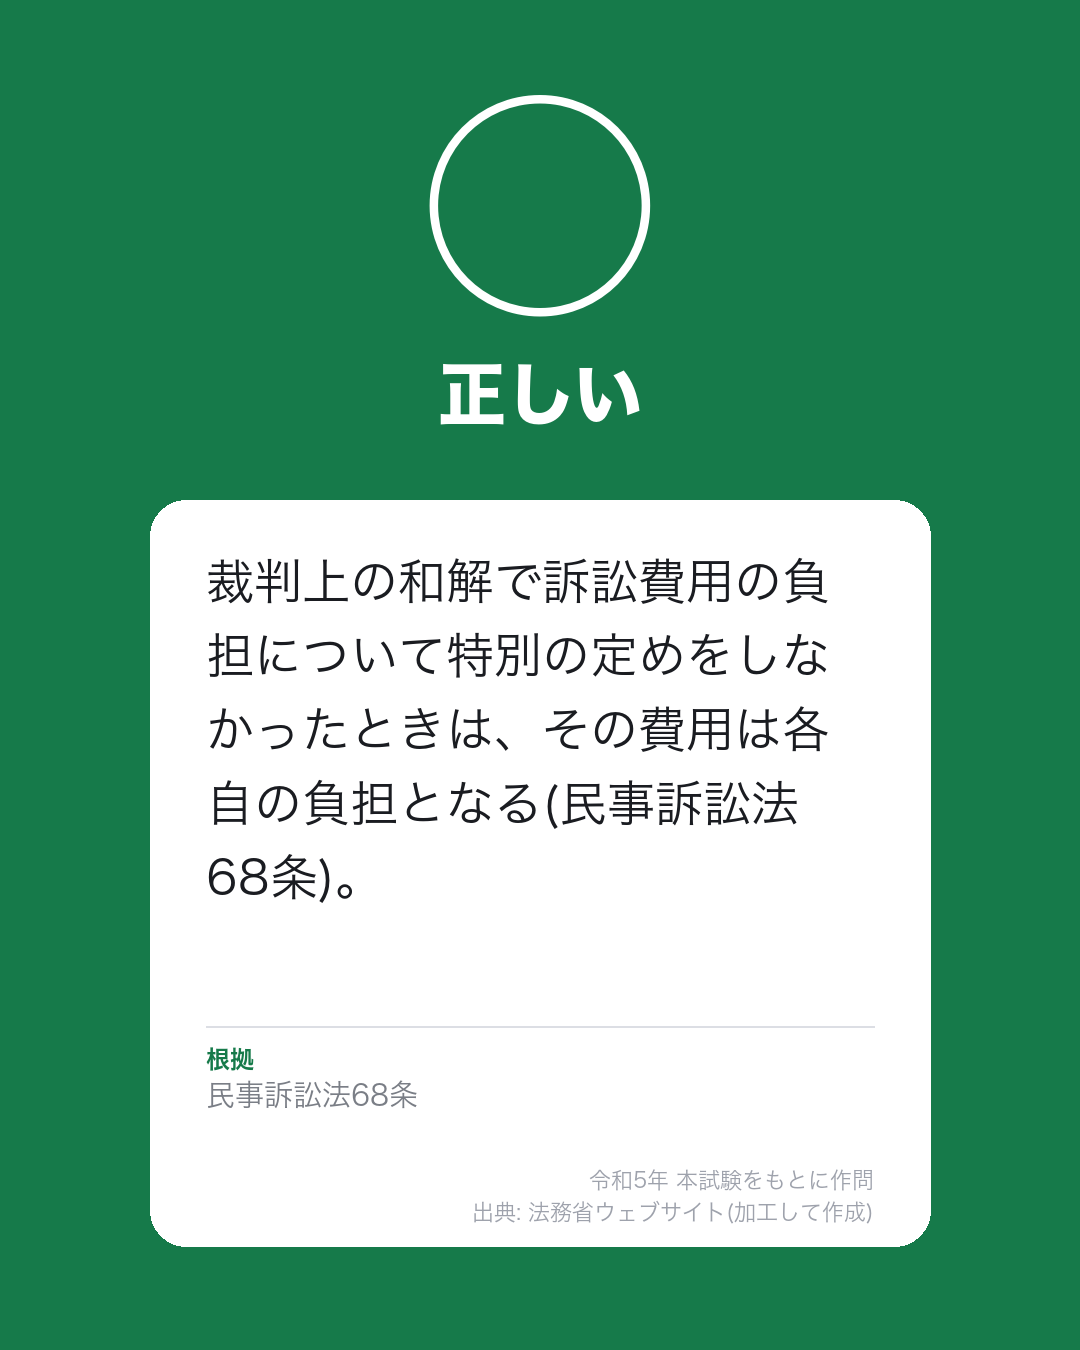 正しい
裁判上の和解で訴訟費用の負
担について特別の定めをしな
かったときは、その費用は各
自の負担となる(民事訴訟法
68条)。
根拠
民事訴訟法68条
令和5年 本試験をもとに作問
出典: 法務省ウェブサイト(加工して作成)